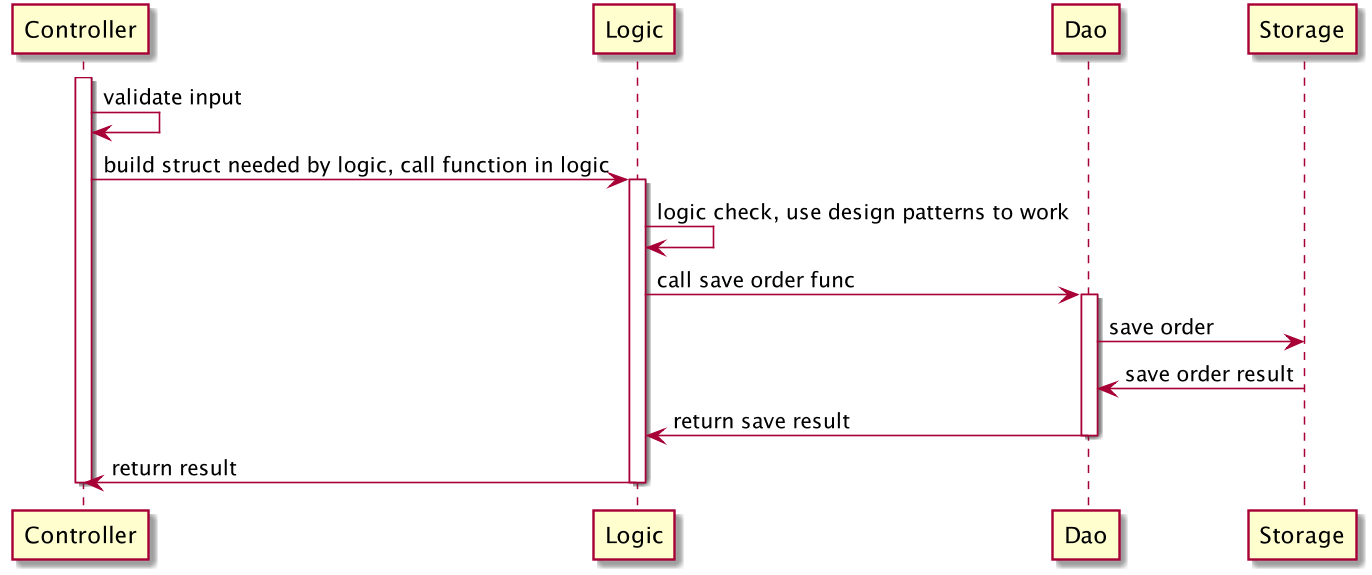 Controller
Logic
Dao
Storage
validate input
build struct needed by logic, call function in logic
logic check, use design patterns to work
call save order func
save order
save order result
return save result
return result
Controller
Logic
Dao
Storage